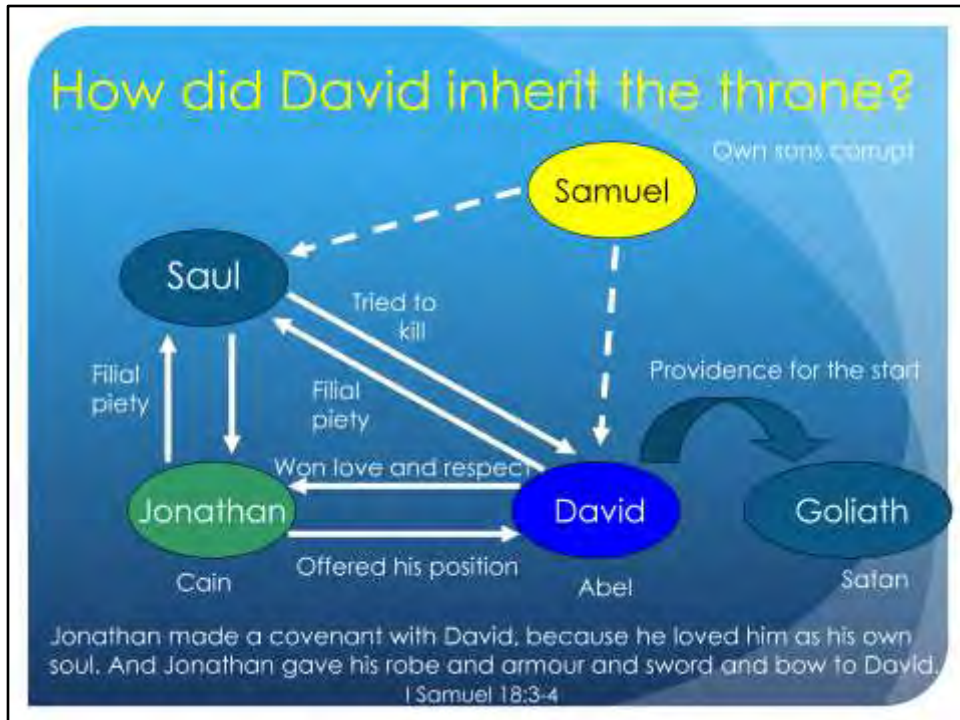 How did David inherit the throne?
Own sons corrupt
Samuel
Saul
Tried to
kill
Filial
piety
Filial
piety
Providence for the start
Won love and respect
Jonathan
David
Goliath
Offered his position
Cain
Abel
Satan
Jonathan made a covenant with David, because he loved him as his own
soul. And Jonathan gave his robe and armour and sword and bow to David.
I Samuel 18:3-4